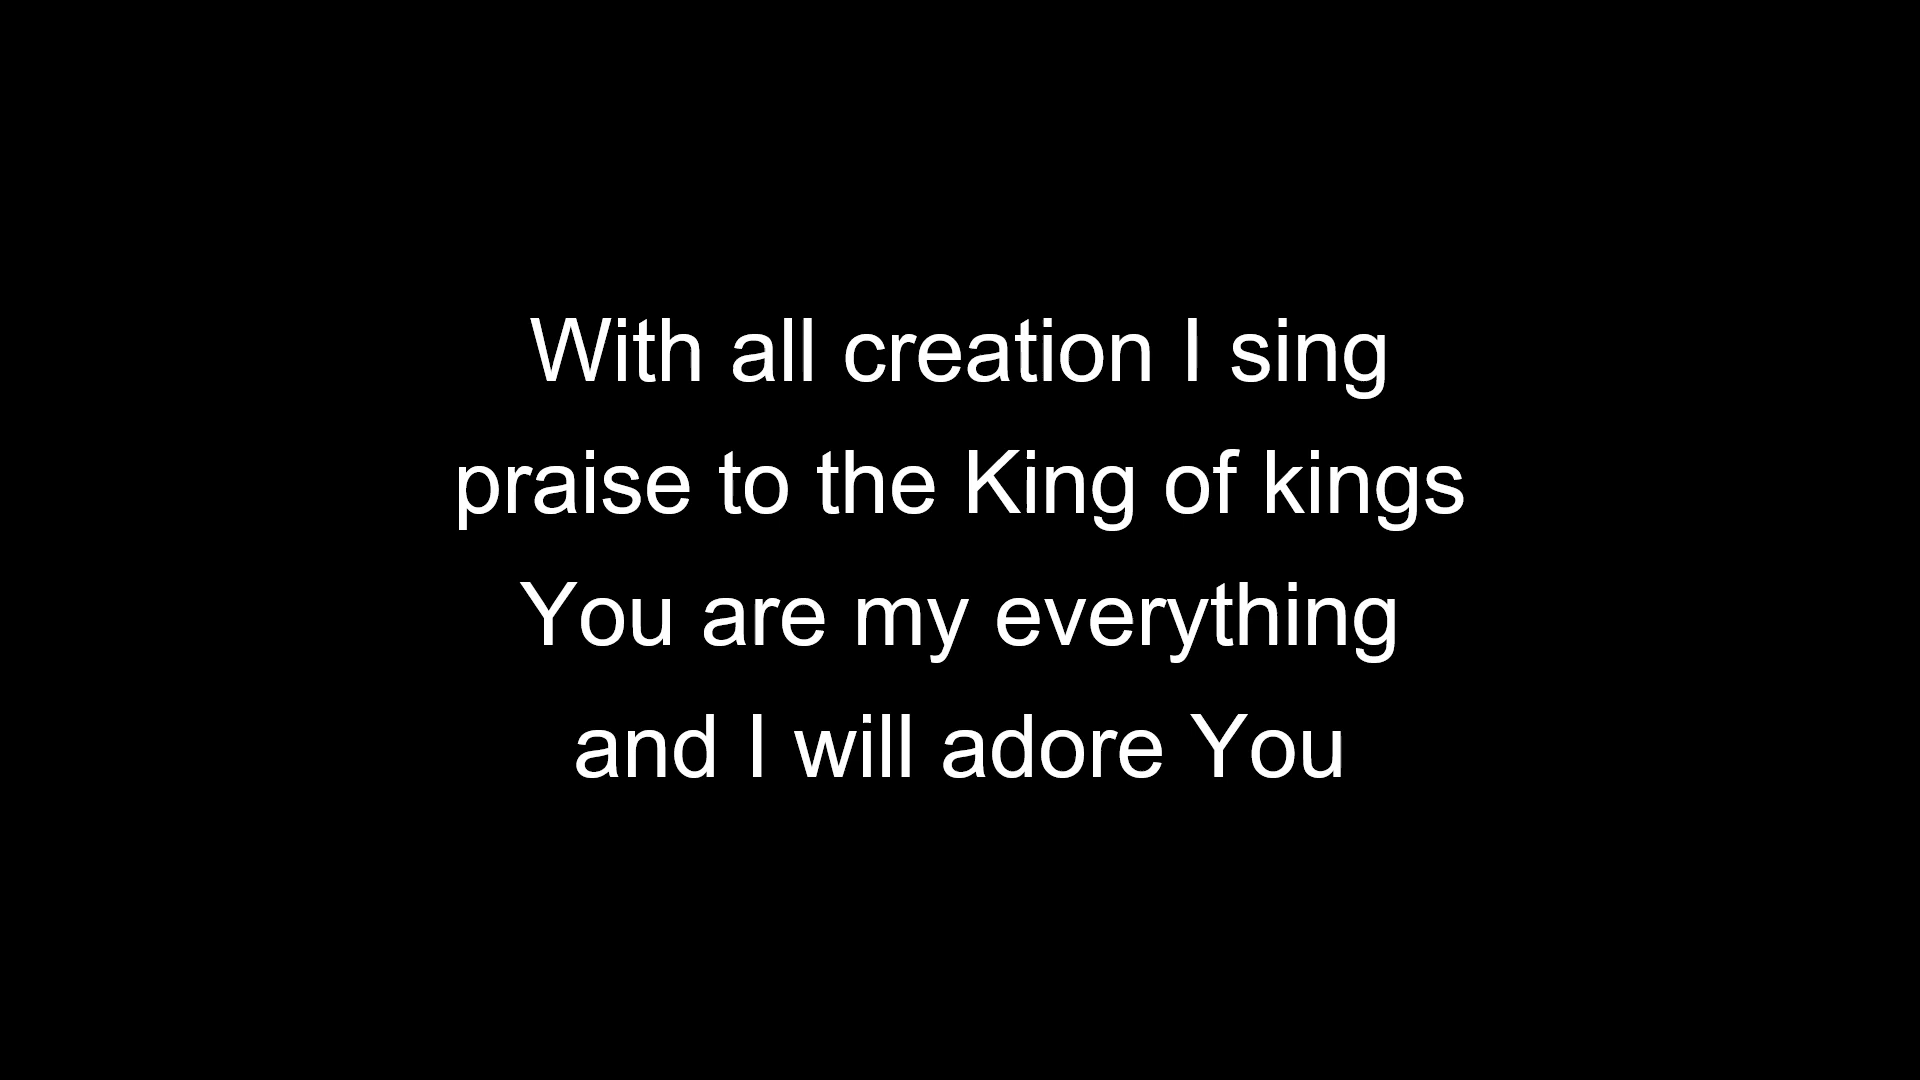 With all creation I sing
praise to the King of kings
You are my everything
and I will adore You